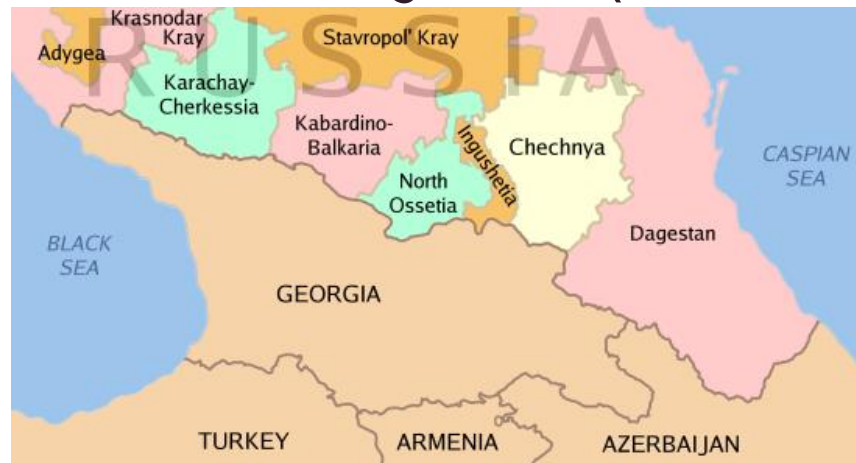 RUSSIA
Krasnodar
Kray
Stavropol' Kray
Adygea
Karachay-
Cherkessia
Kabardino-
Balkaria
Ingushetia
Chechnya
CASPIAN
SEA
North
Ossetia
Dagestan
BLACK
SEA
GEORGIA
TURKEY
ARMENIA
AZERBAIJAN